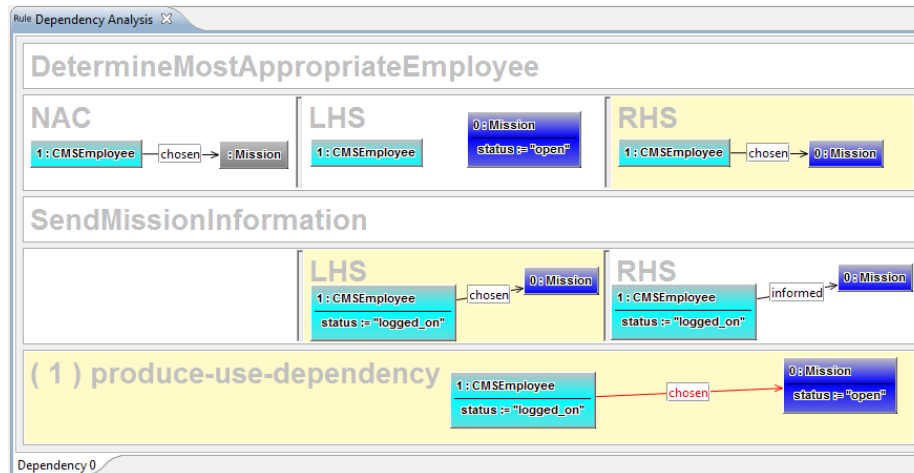 Rule Dependency Analysis
DetermineMostAppropriateEmployee
NAC
1 : CMSEmployee
chosen
: Mission
LHS
1 : CMSEmployee
0 : Mission
status := "open"
RHS
1 : CMSEmployee
chosen
0 : Mission
SendMissionInformation
LHS
1 : CMSEmployee
status := "logged_on"
chosen
0 : Mission
RHS
1 : CMSEmployee
status := "logged_on"
informed
0 : Mission
( 1 ) produce-use-dependency
1 : CMSEmployee
status := "logged_on"
chosen
0 : Mission
status := "open"
Dependency 0